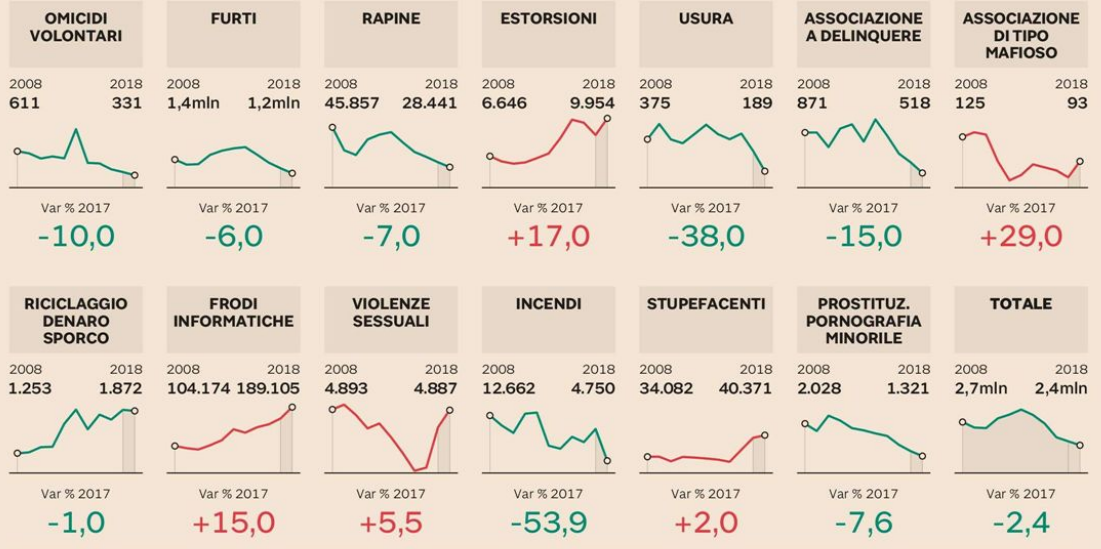 OMICIDI
VOLONTARI
2008 2018
611 331
Var % 2017
-10,0
FURTI
2008 2018
1,4mln 1,2mln
Var % 2017
-6,0
RAPINE
2008 2018
45.857 28.441
Var % 2017
-7,0
ESTORSIONI
2008 2018
6.646 9.954
Var % 2017
+17,0
USURA
2008 2018
375 189
Var % 2017
-38,0
ASSOCIAZIONE
A DELINQUERE
2008 2018
871 518
Var % 2017
-15,0
ASSOCIAZIONE
DI TIPO
MAFIOSO
2008 2018
125 93
Var % 2017
+29,0
RICICLAGGIO
DENARO
SPORCO
2008 2018
1.253 1.872
Var % 2017
-1,0
FRODI
INFORMATICHE
2008 2018
104.174 189.105
Var % 2017
+15,0
VIOLENZE
SESSUALI
2008 2018
4.893 4.887
Var % 2017
+5,5
INCENDI
2008 2018
12.662 4.750
Var % 2017
-53,9
STUPEFACENTI
2008 2018
34.082 40.371
Var % 2017
+2,0
PROSTITUZ.
PORNOGRAFIA
MINORILE
2008 2018
2.028 1.321
Var % 2017
-7,6
TOTALE
2008 2018
2,7mln 2,4mln
Var % 2017
-2,4